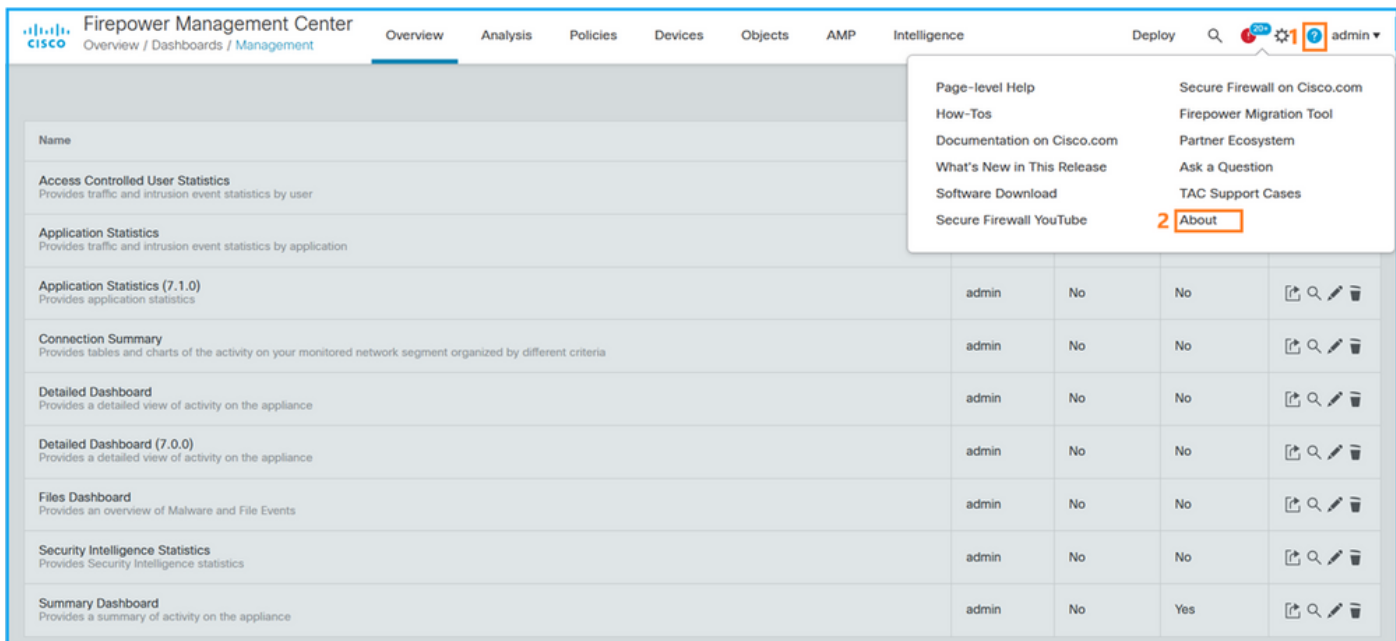 Firepower Management Center
CISCO Overview / Dashboards / Management
Overview Analysis Policies Devices Objects AMP Intelligence Deploy 20+ 1 ? admin
Page-level Help Secure Firewall on Cisco.com
How-Tos Firepower Migration Tool
Documentation on Cisco.com Partner Ecosystem
What's New in This Release Ask a Question
Software Download TAC Support Cases
Secure Firewall YouTube 2 About
Name
Access Controlled User Statistics
Provides traffic and intrusion event statistics by user
Application Statistics
Provides traffic and intrusion event statistics by application
Application Statistics (7.1.0)
Provides application statistics
admin No No
Connection Summary
Provides tables and charts of the activity on your monitored network segment organized by different criteria
admin No No
Detailed Dashboard
Provides a detailed view of activity on the appliance
admin No No
Detailed Dashboard (7.0.0)
Provides a detailed view of activity on the appliance
admin No No
Files Dashboard
Provides an overview of Malware and File Events
admin No No
Security Intelligence Statistics
Provides Security Intelligence statistics
admin No No
Summary Dashboard
Provides a summary of activity on the appliance
admin No Yes